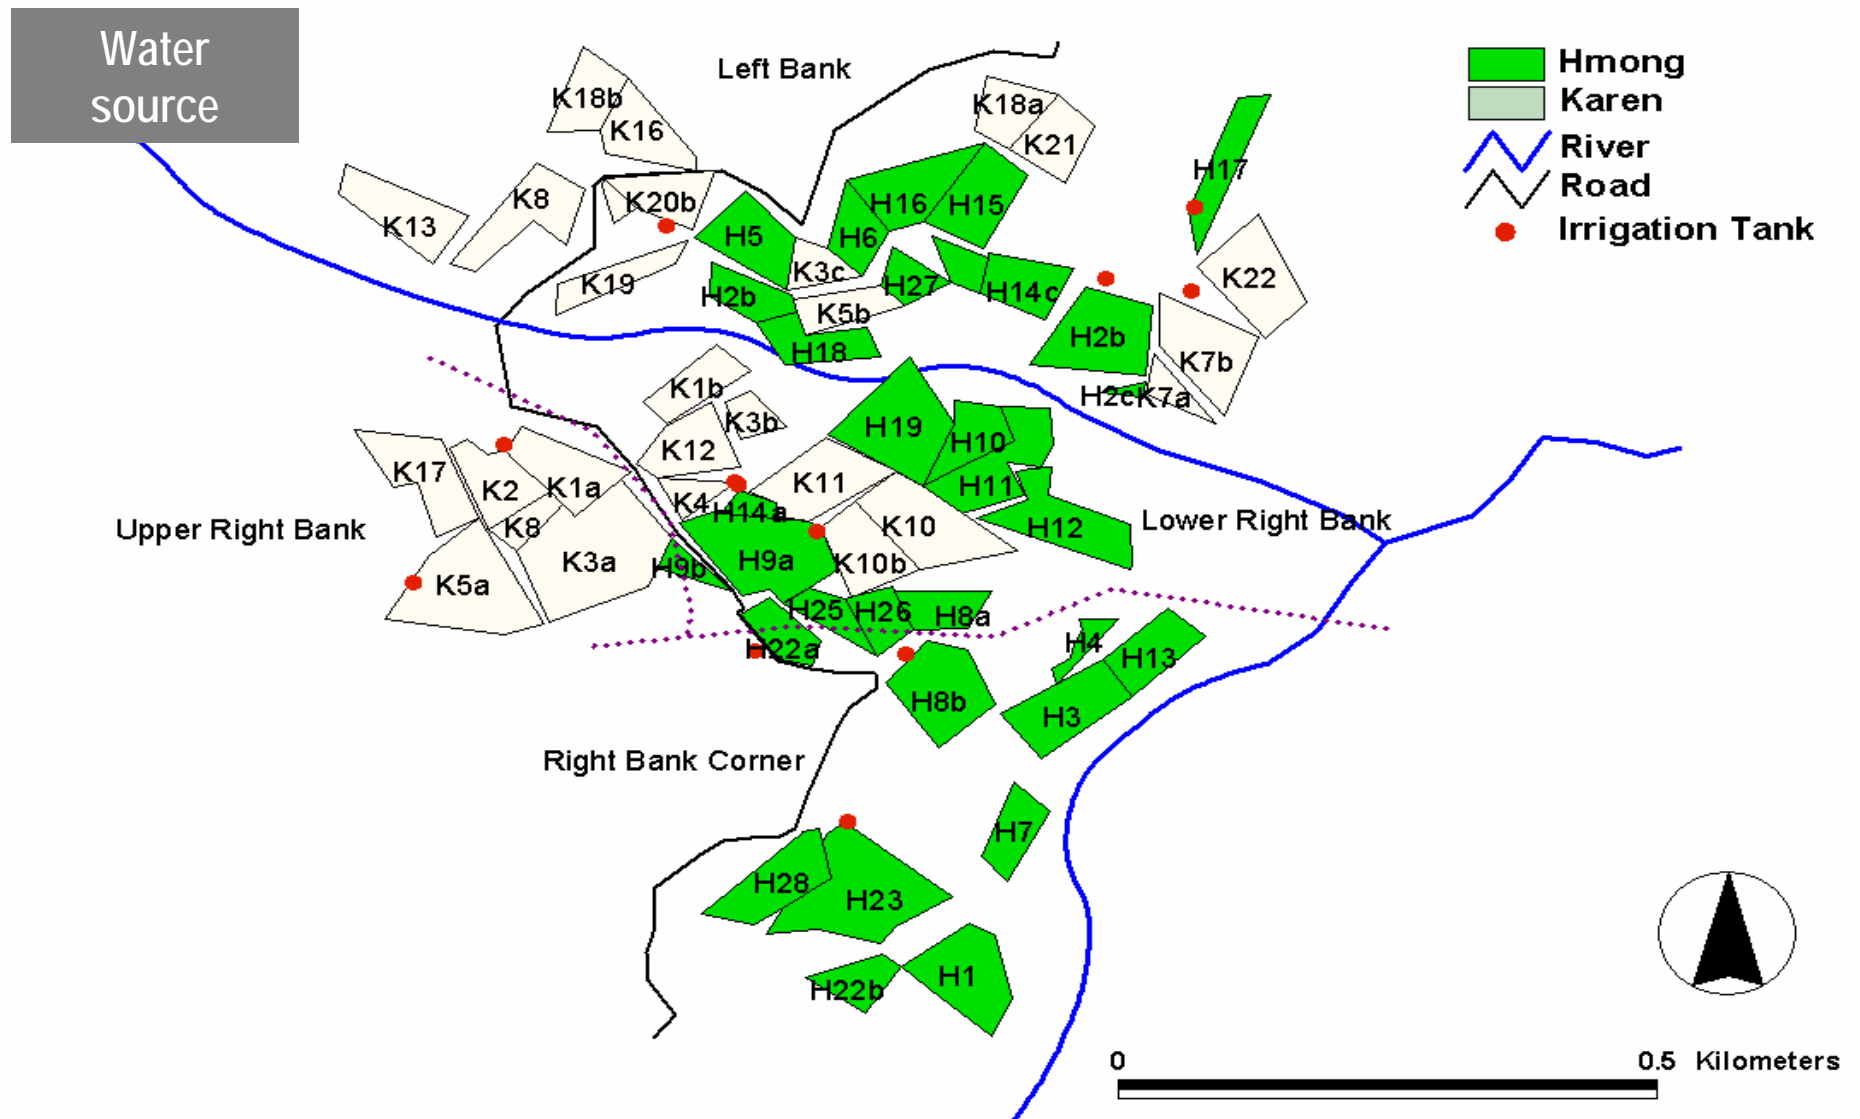 Water
source
Left Bank
Hmong
Karen
River
Road
Irrigation Tank
K18b
K16
K18a
K21
H17
K13
K8
K20b
H5
H6
H16
H15
K19
K3c
H2b
K5b
H27
H14c
K22
H18
H2b
K7b
H2c
K7a
K1b
K3b
K12
H19
H10
K17
K2
K1a
K4
H14a
K11
H11
K8
K10
H12
Lower Right Bank
Upper Right Bank
K3a
H9b
H9a
K10b
K5a
H25
H26
H8a
H22a
H4
H13
H8b
H3
Right Bank Corner
H7
H28
H23
H22b
H1
0
0.5 Kilometers